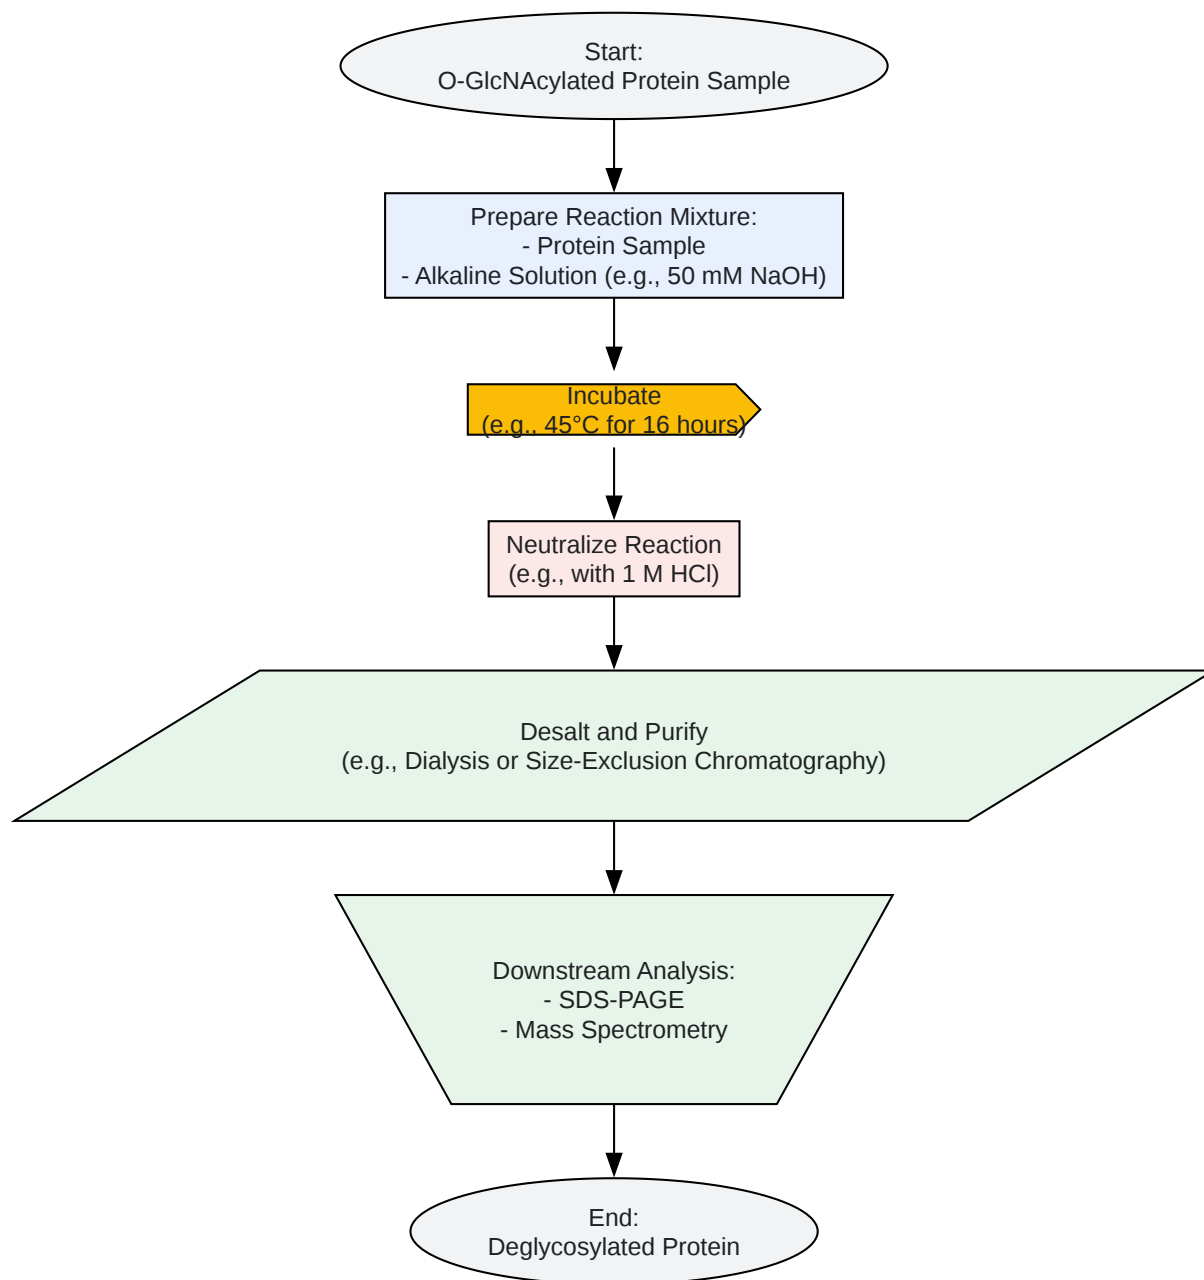 Start:
O-GlcNAcylated Protein Sample
Prepare Reaction Mixture:
- Protein Sample
- Alkaline Solution (e.g., 50 mM NaOH)
Incubate
(e.g., 45°C for 16 hours)
Neutralize Reaction
(e.g., with 1 M HCl)
Desalt and Purify
(e.g., Dialysis or Size-Exclusion Chromatography)
Downstream Analysis:
- SDS-PAGE
- Mass Spectrometry
End:
Deglycosylated Protein